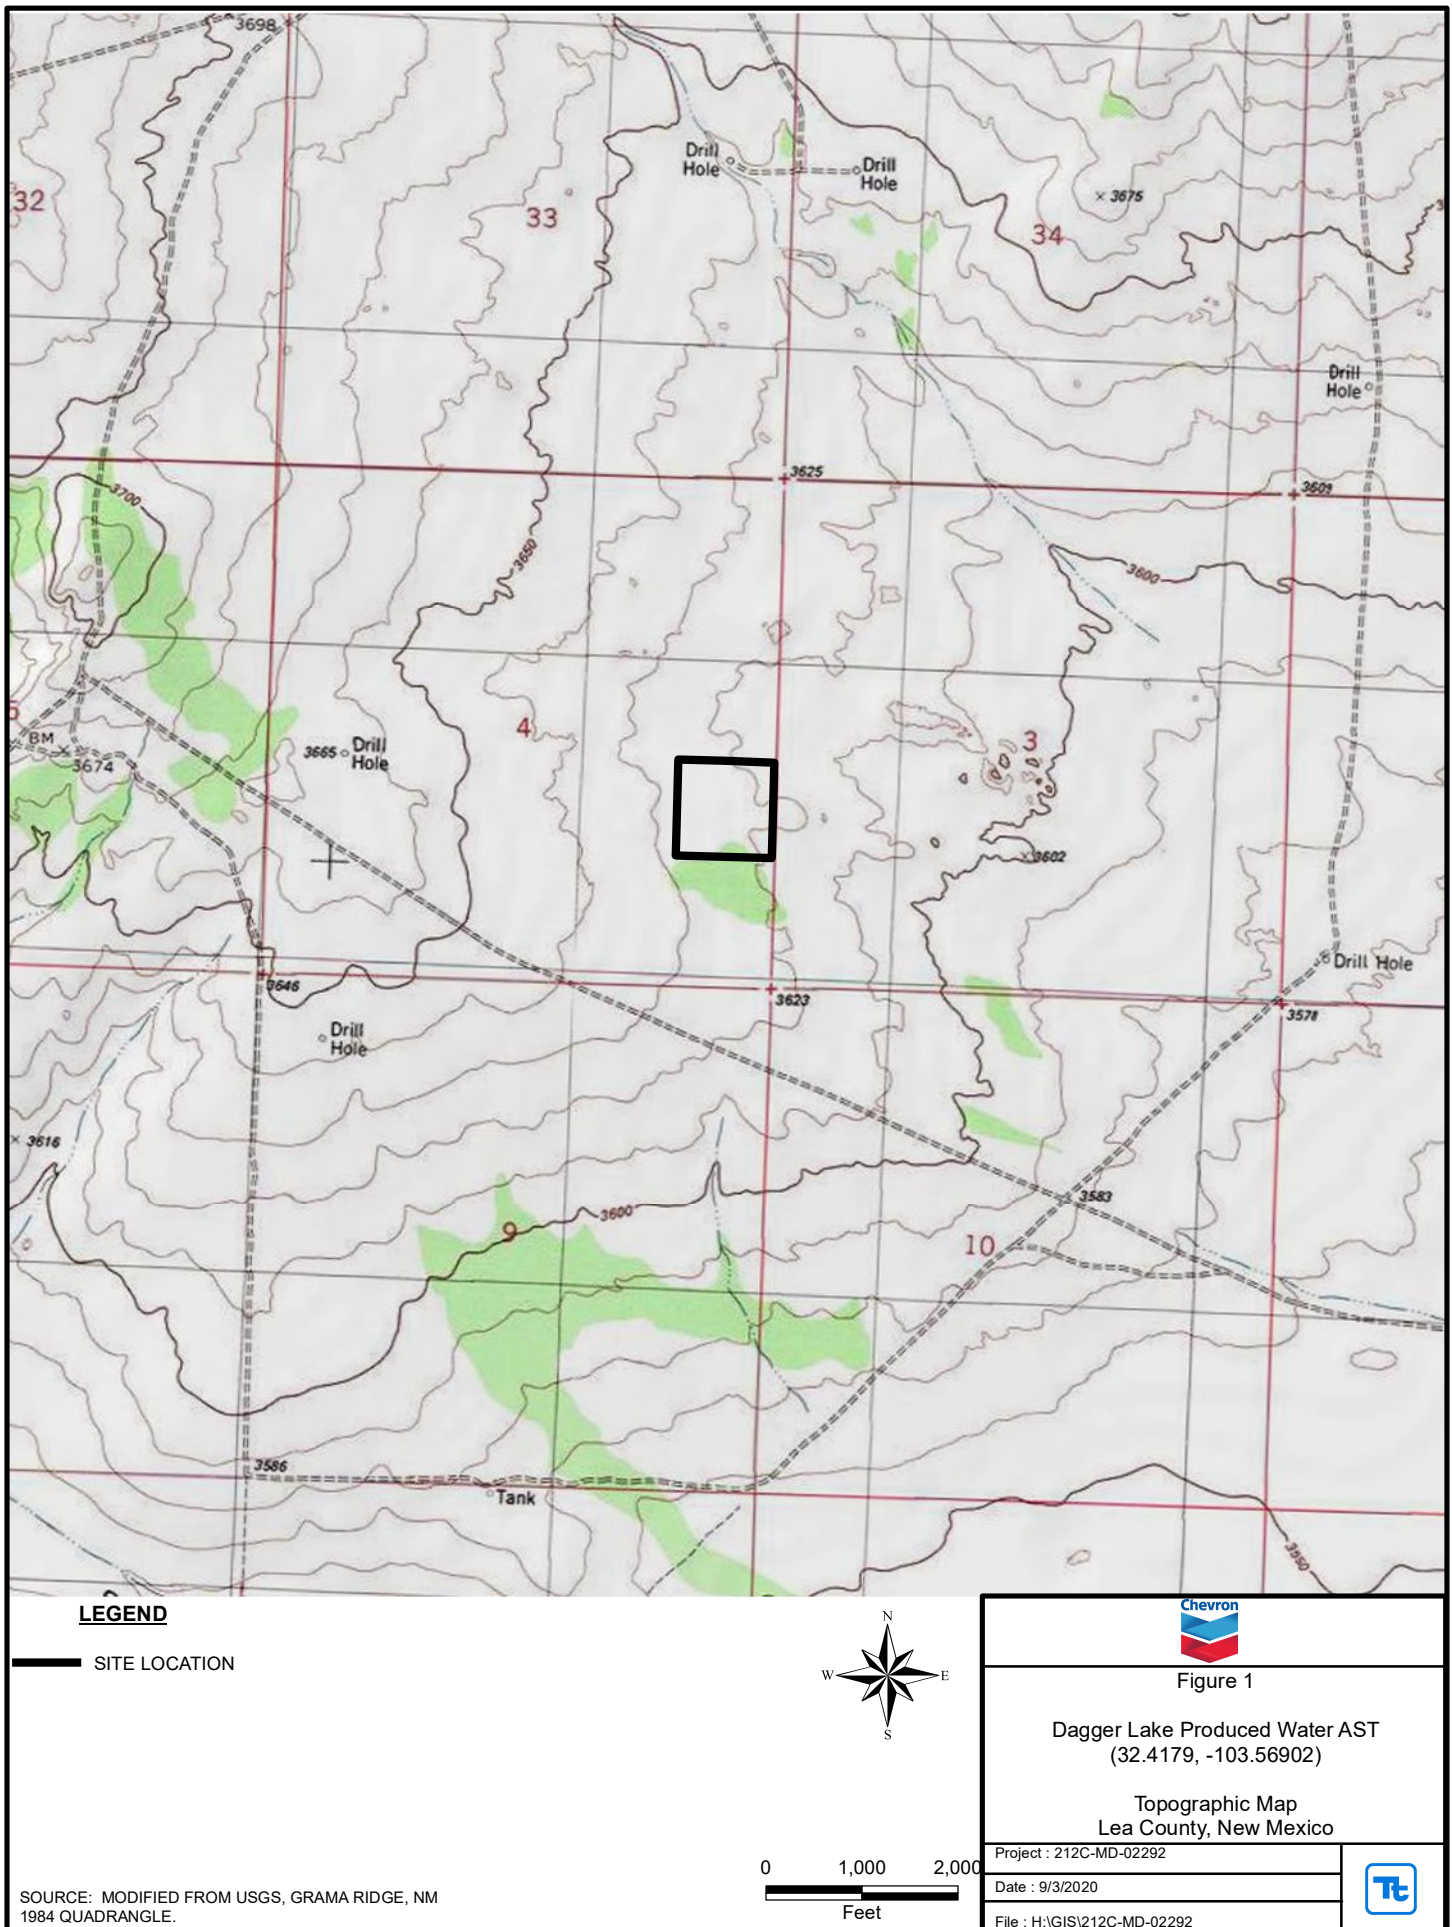 3698
Drill
Hole
Drill
Hole
32
33
3675
34
Drill
Hole
3625
3609
3700
3650
3600
5
BM
3674
3665
Drill
Hole
4
3
3602
3646
3623
Drill Hole
3578
Drill
Hole
3616
3583
3600
9
10
3586
Tank
3550
LEGEND
SITE LOCATION
N
W
E
S
0 1,000 2,000
Feet
SOURCE: MODIFIED FROM USGS, GRAMA RIDGE, NM
1984 QUADRANGLE.
Chevron
Figure 1
Dagger Lake Produced Water AST
(32.4179, -103.56902)
Topographic Map
Lea County, New Mexico
Project : 212C-MD-02292
Date : 9/3/2020
File : H:\GIS\212C-MD-02292
Tt